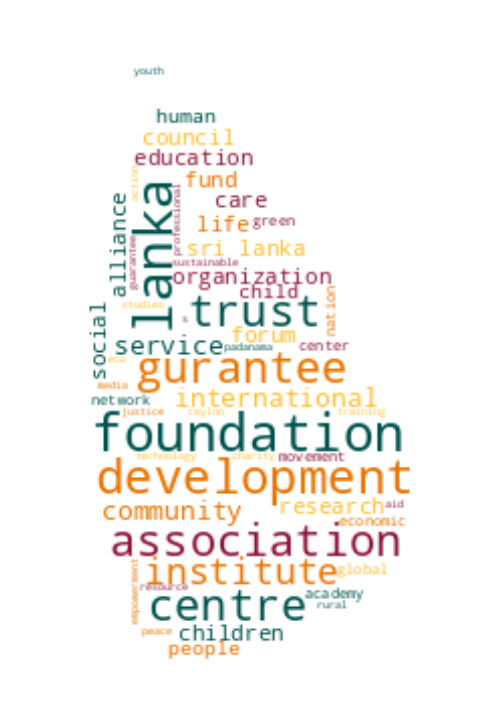 youth
human
council
education
action
fund
professional
lanka
care
alliance
life
green
guarantee
sri lanka
sustainable
organization
child
studies
nation
trust
s
social
forum
service
padanama
center
eco
gurantee
media
international
network
justice
ceylon
training
foundation
technology
charity
movement
development
research
aid
community
economic
association
institute
global
empowerment
resource
academy
centre
rural
peace
children
people